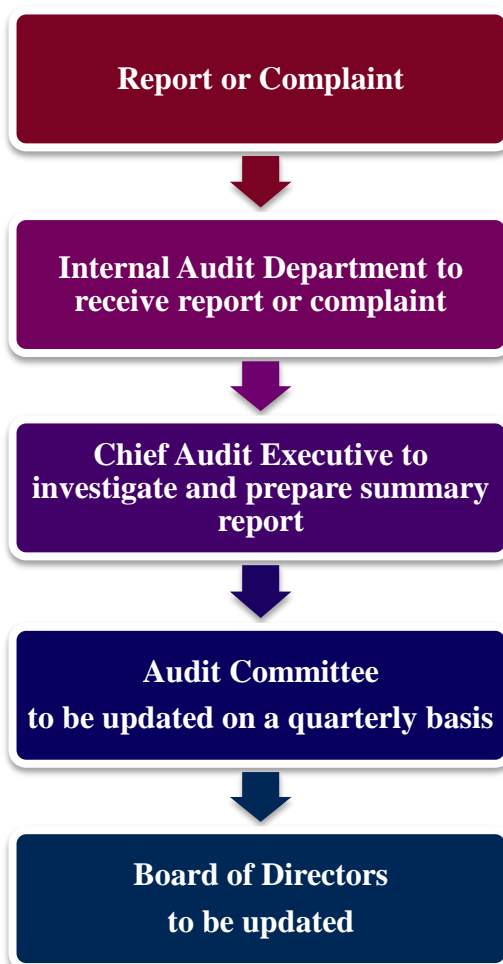 Report or Complaint
Internal Audit Department to
receive report or complaint
Chief Audit Executive to
investigate and prepare summary
report
Audit Committee
to be updated on a quarterly basis
Board of Directors
to be updated